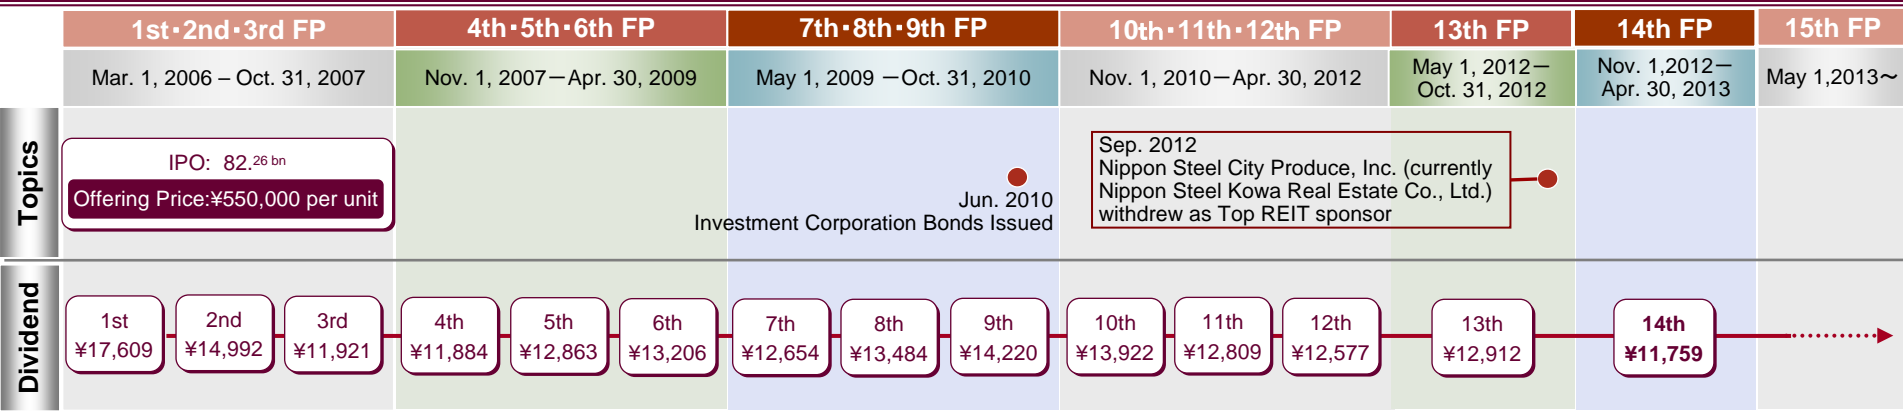 1st・2nd・3rd FP
4th・5th・6th FP
7th・8th・9th FP
10th・11th・12th FP
13th FP
14th FP
15th FP
Mar. 1, 2006 – Oct. 31, 2007
Nov. 1, 2007－Apr. 30, 2009
May 1, 2009 －Oct. 31, 2010
Nov. 1, 2010－Apr. 30, 2012
May 1, 2012－
Oct. 31, 2012
Nov. 1,2012－
Apr. 30, 2013
May 1,2013～
Topics
IPO: 82.26 bn
Offering Price:¥550,000 per unit
Jun. 2010
Investment Corporation Bonds Issued
Sep. 2012
Nippon Steel City Produce, Inc. (currently
Nippon Steel Kowa Real Estate Co., Ltd.)
withdrew as Top REIT sponsor
Dividend
1st
¥17,609
2nd
¥14,992
3rd
¥11,921
4th
¥11,884
5th
¥12,863
6th
¥13,206
7th
¥12,654
8th
¥13,484
9th
¥14,220
10th
¥13,922
11th
¥12,809
12th
¥12,577
13th
¥12,912
14th
¥11,759